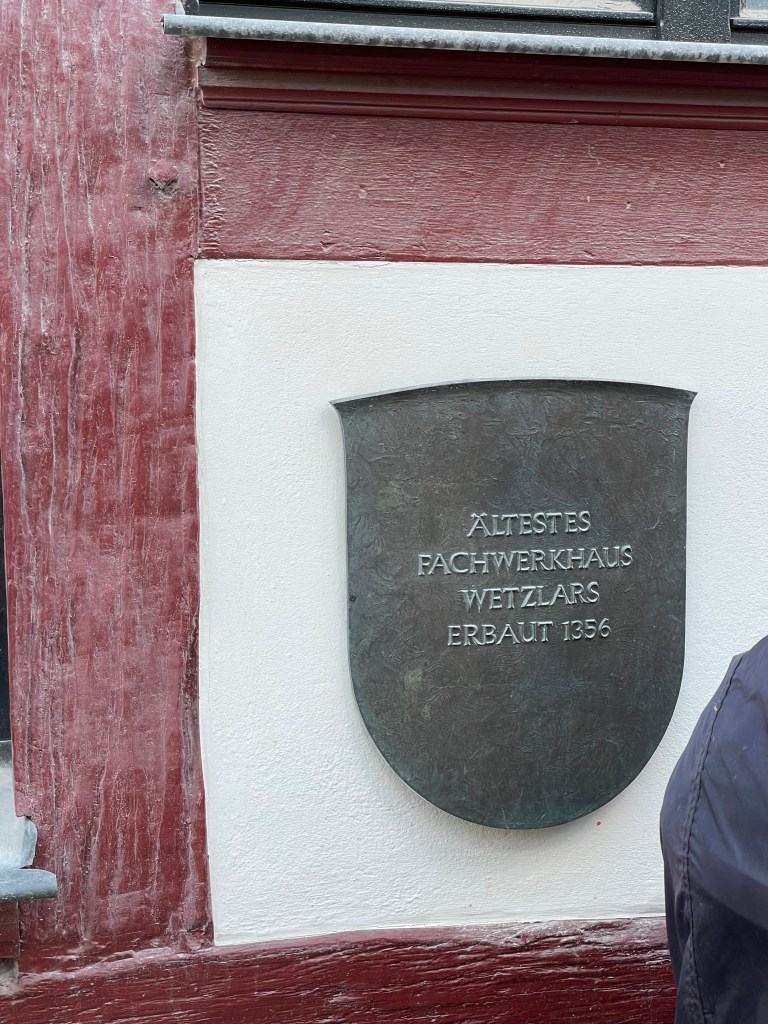 ÄLTESTES
FACHWERKHAUS
WETZLARS
ERBAUT 1356